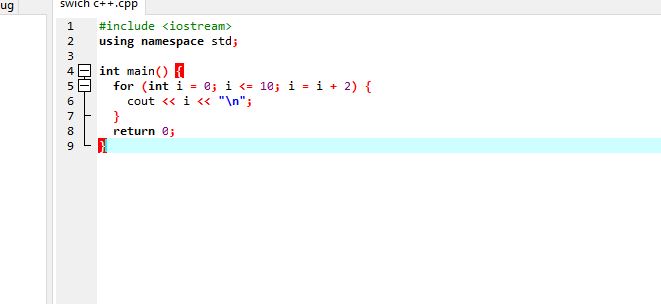 ug
swich c++.cpp
1 #include <iostream>
2 using namespace std;
3
4 int main() {
5   for (int i = 0; i <= 10; i = i + 2) {
6     cout << i << "\n";
7   }
8   return 0;
9 }